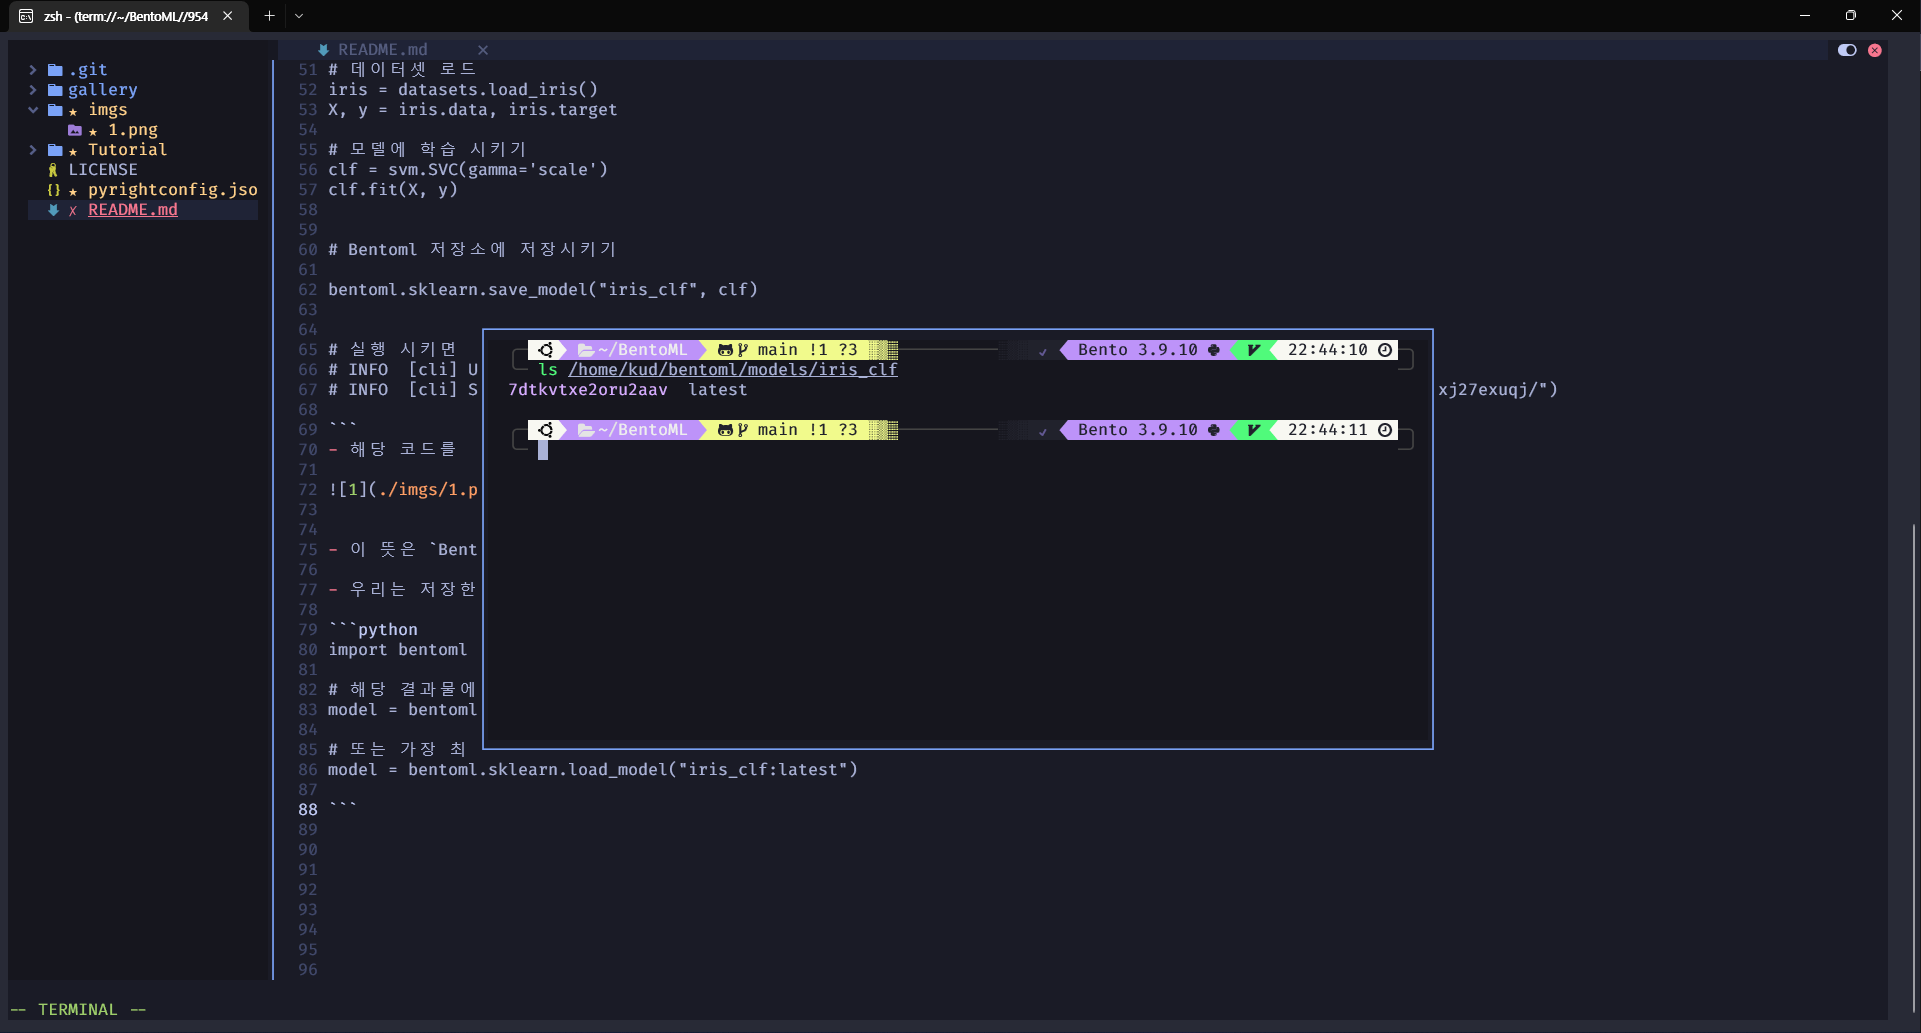 zsh - (term://~/BentoML//954
.git
gallery
imgs
1.png
Tutorial
LICENSE
{} pyrightconfig.jso
README.md
README.md
51 # 데이터셋 로드
52 iris = datasets.load_iris()
53 X, y = iris.data, iris.target
54
55 # 모델에 학습 시키기
56 clf = svm.SVC(gamma='scale')
57 clf.fit(X, y)
58
59
60 # Bentoml 저장소에 저장시키기
61
62 bentoml.sklearn.save_model("iris_clf", clf)
63
64
65 # 실행 시키면
66 # INFO  [cli] U
67 # INFO  [cli] S
xj27exuqj/")
68
69 ```
70 - 해당 코드를
71
72 ![1](./imgs/1.p
73
74
75 - 이 뜻은 `Bent
76
77 - 우리는 저장한
78
79 ```python
80 import bentoml
81
82 # 해당 결과물에
83 model = bentoml
84
85 # 또는 가장 최
86 model = bentoml.sklearn.load_model("iris_clf:latest")
87
88 ```
89
90
91
92
93
94
95
96
~/BentoML main !1 ?3 Bento 3.9.10 22:44:10
ls /home/kud/bentoml/models/iris_clf
7dtkvtxe2oru2aav  latest
~/BentoML main !1 ?3 Bento 3.9.10 22:44:11
-- TERMINAL --